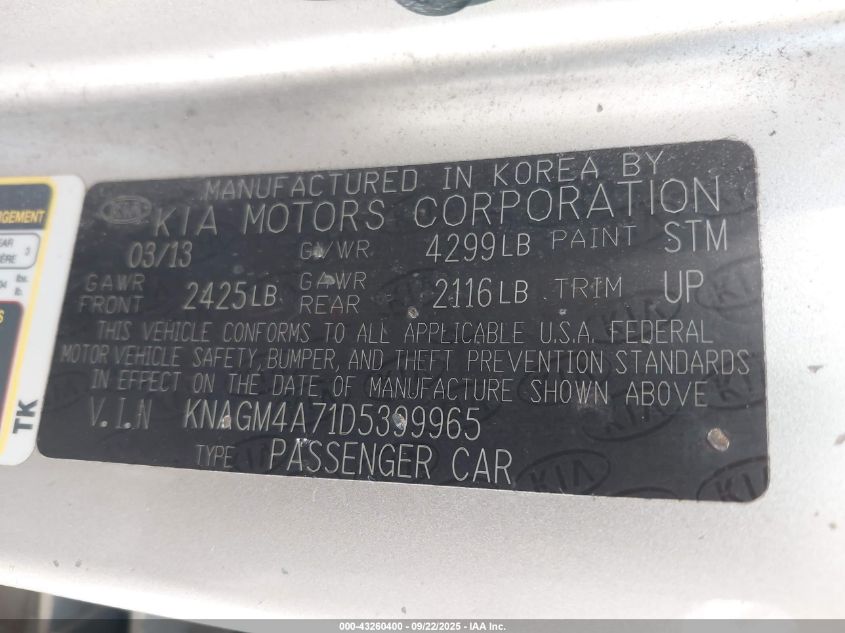 MANUFACTURED IN KOREA BY
KIA KIA MOTORS CORPORATION
03/13 GVWR 4299LB PAINT STM
GAWR FRONT 2425LB GAWR REAR 2116LB TRIM UP
THIS VEHICLE CONFORMS TO ALL APPLICABLE U.S.A. FEDERAL
MOTOR VEHICLE SAFETY, BUMPER, AND THEFT PREVENTION STANDARDS
IN EFFECT ON THE DATE OF MANUFACTURE SHOWN ABOVE
V.I.N KNAGM4A71D5399965
TYPE PASSENGER CAR
KIA
TK
000-43260400 - 09/22/2025 - IAA Inc.